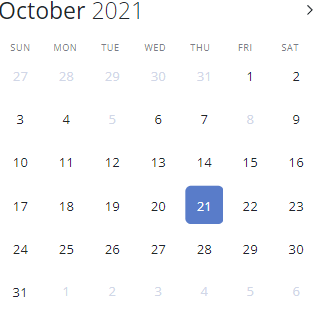 October 2021
SUN MON TUE WED THU FRI SAT
27 28 29 30 31 1 2
3 4 5 6 7 8 9
10 11 12 13 14 15 16
17 18 19 20 21 22 23
24 25 26 27 28 29 30
31 1 2 3 4 5 6